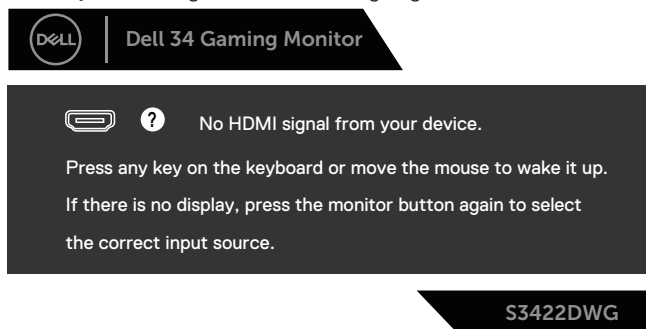 DELL
Dell 34 Gaming Monitor
? No HDMI signal from your device.
Press any key on the keyboard or move the mouse to wake it up.
If there is no display, press the monitor button again to select
the correct input source.
S3422DWG